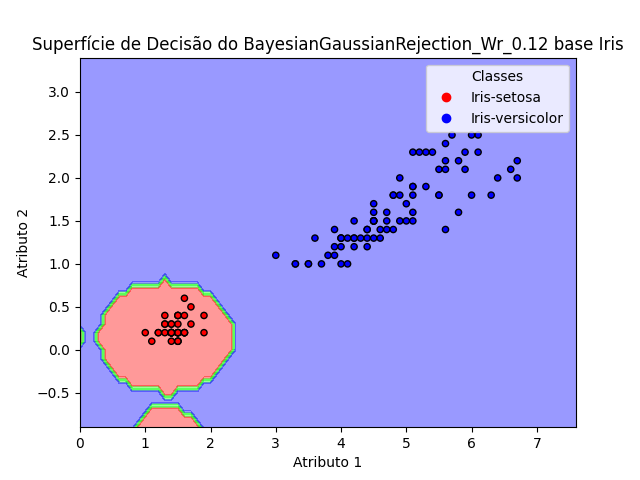 Superfície de Decisão do BayesianGaussianRejection_Wr_0.12 base Iris
Classes
Iris-setosa
Iris-versicolor
3.0
2.5
2.0
1.5
1.0
0.5
0.0
−0.5
Atributo 2
0 1 2 3 4 5 6 7
Atributo 1